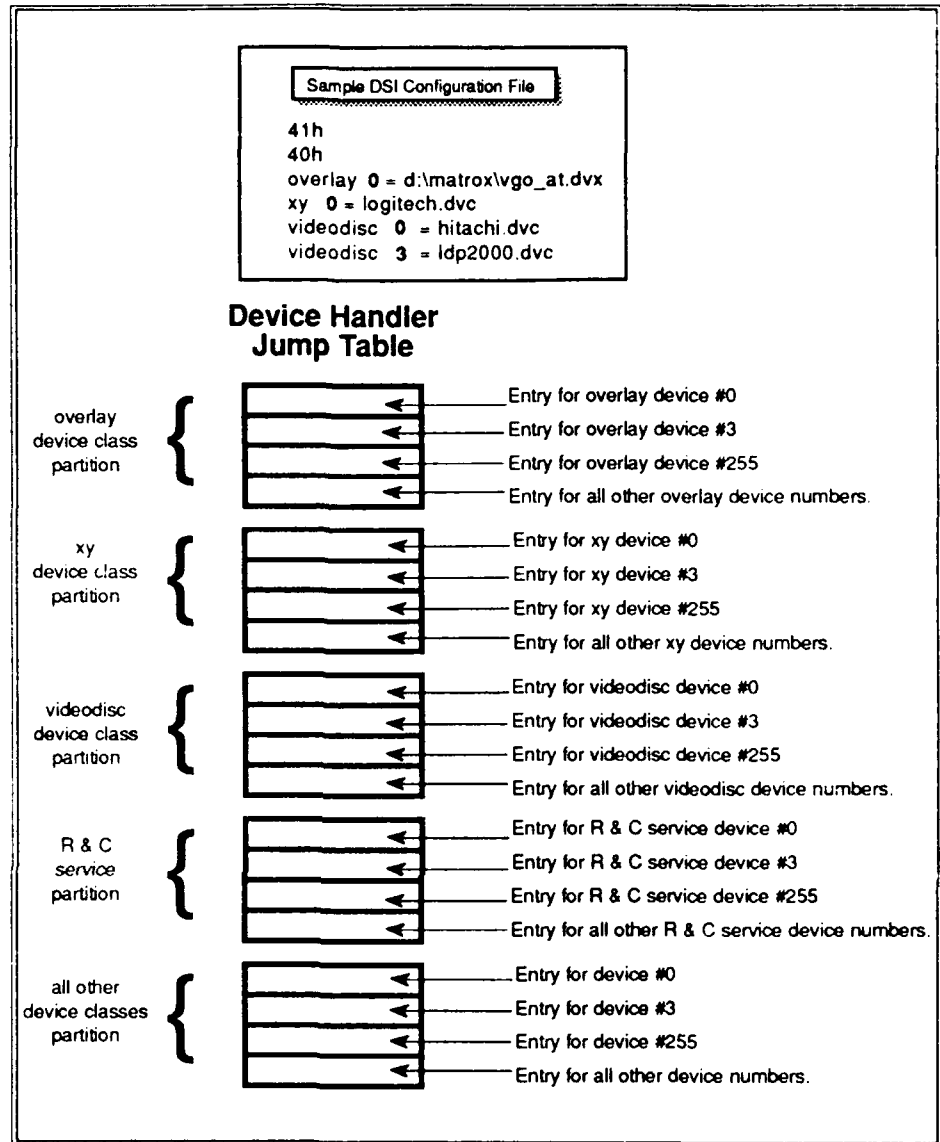 Sample DSI Configuration File
41h
40h
overlay 0 = d:\matrox\vgo_at.dvx
xy 0 = logitech.dvc
videodisc 0 = hitachi.dvc
videodisc 3 = ldp2000.dvc
Device Handler
Jump Table
overlay
device class
partition
Entry for overlay device #0
Entry for overlay device #3
Entry for overlay device #255
Entry for all other overlay device numbers.
xy
device class
partition
Entry for xy device #0
Entry for xy device #3
Entry for xy device #255
Entry for all other xy device numbers.
videodisc
device class
partition
Entry for videodisc device #0
Entry for videodisc device #3
Entry for videodisc device #255
Entry for all other videodisc device numbers.
R & C
service
partition
Entry for R & C service device #0
Entry for R & C service device #3
Entry for R & C service device #255
Entry for all other R & C service device numbers.
all other
device classes
partition
Entry for device #0
Entry for device #3
Entry for device #255
Entry for all other device numbers.